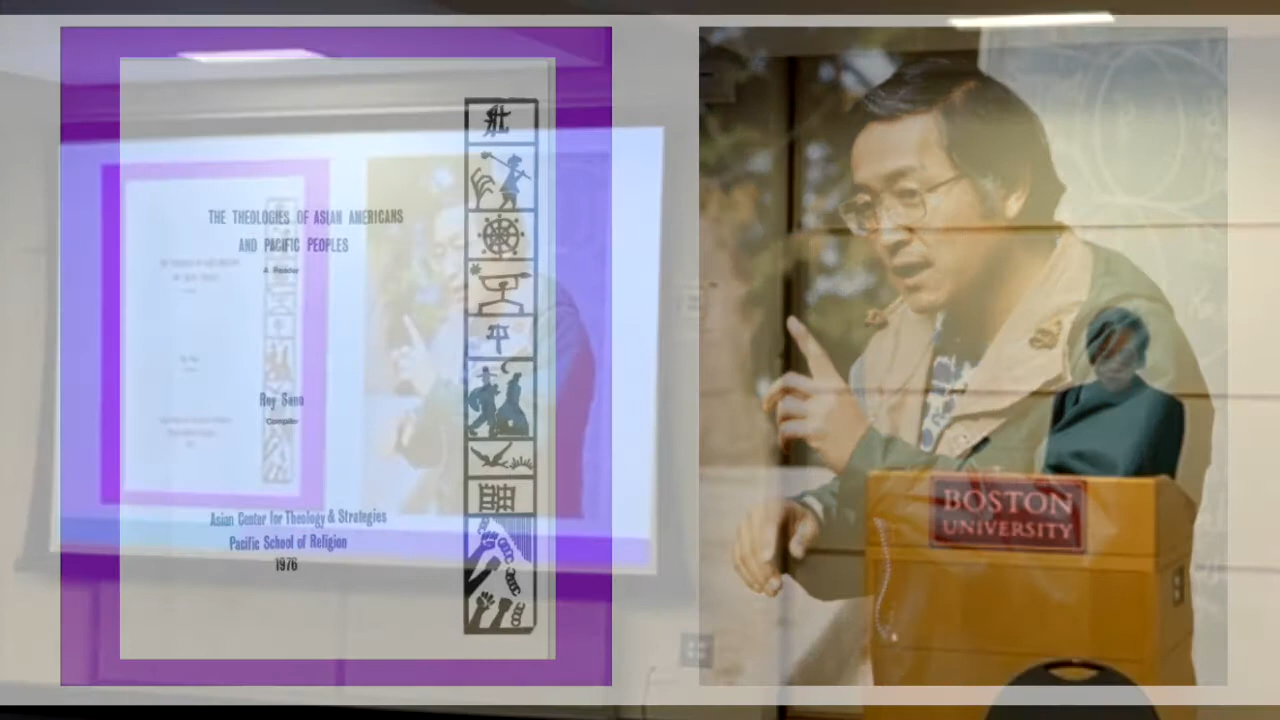 THE THEOLOGIES OF ASIAN AMERICANS
AND PACIFIC PEOPLES
A Reader
Roy Sano
Compiler
Asian Center for Theology & Strategies
Pacific School of Religion
1976
BOSTON
UNIVERSITY